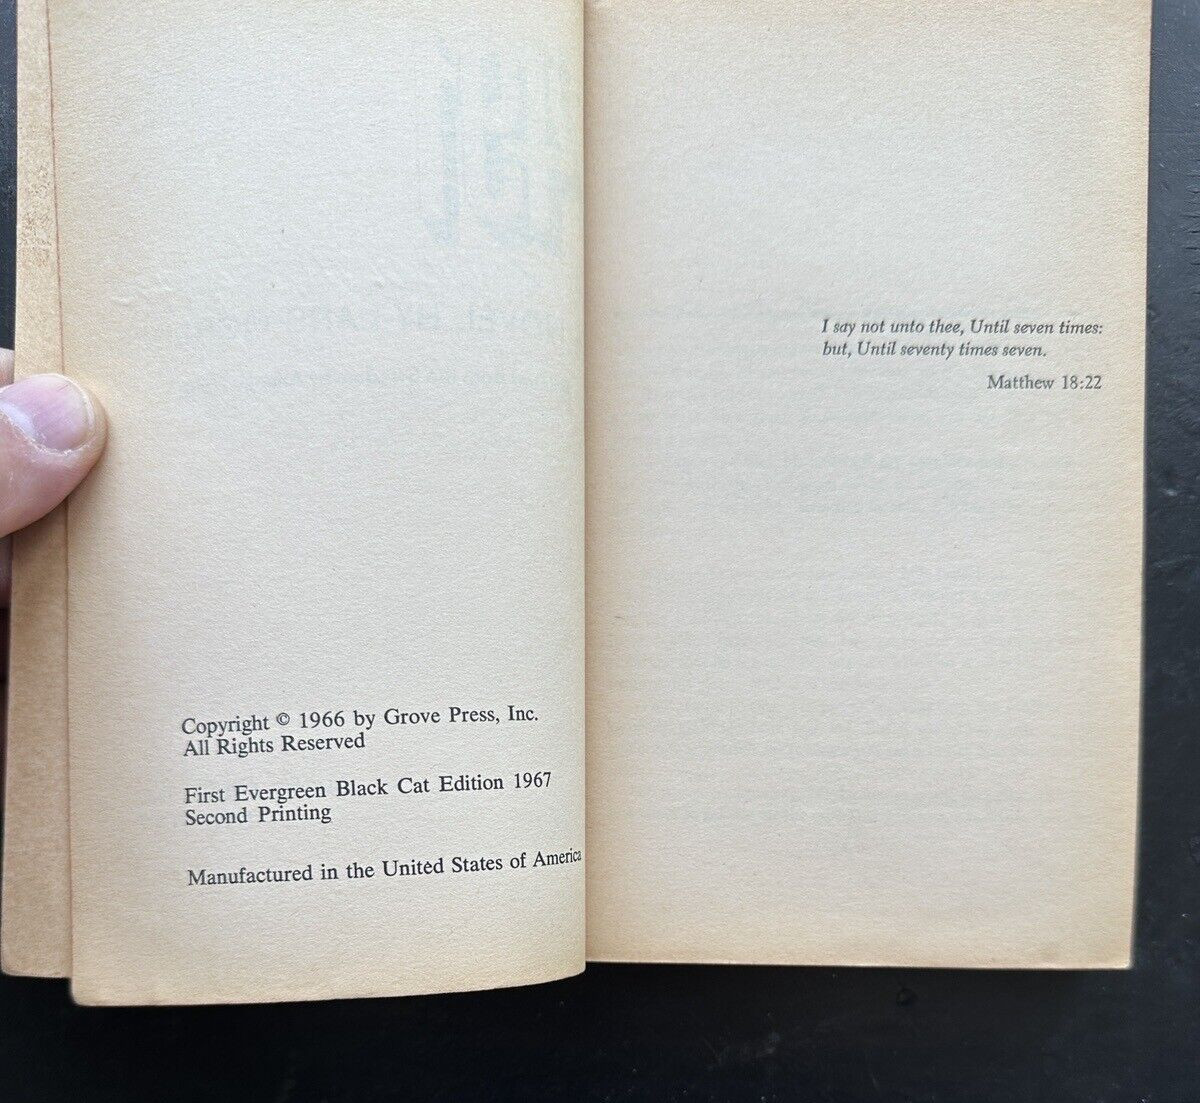 Copyright © 1966 by Grove Press, Inc.
All Rights Reserved
First Evergreen Black Cat Edition 1967
Second Printing
Manufactured in the United States of America
I say not unto thee, Until seven times:
but, Until seventy times seven.
Matthew 18:22